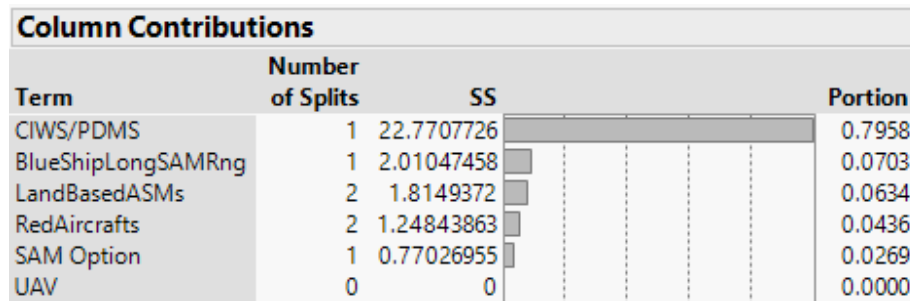 Column Contributions
Number
Term of Splits SS Portion
CIWS/PDMS 1 22.7707726 0.7958
BlueShipLongSAMRng 1 2.01047458 0.0703
LandBasedASMs 2 1.8149372 0.0634
RedAircrafts 2 1.24843863 0.0436
SAM Option 1 0.77026955 0.0269
UAV 0 0 0.0000